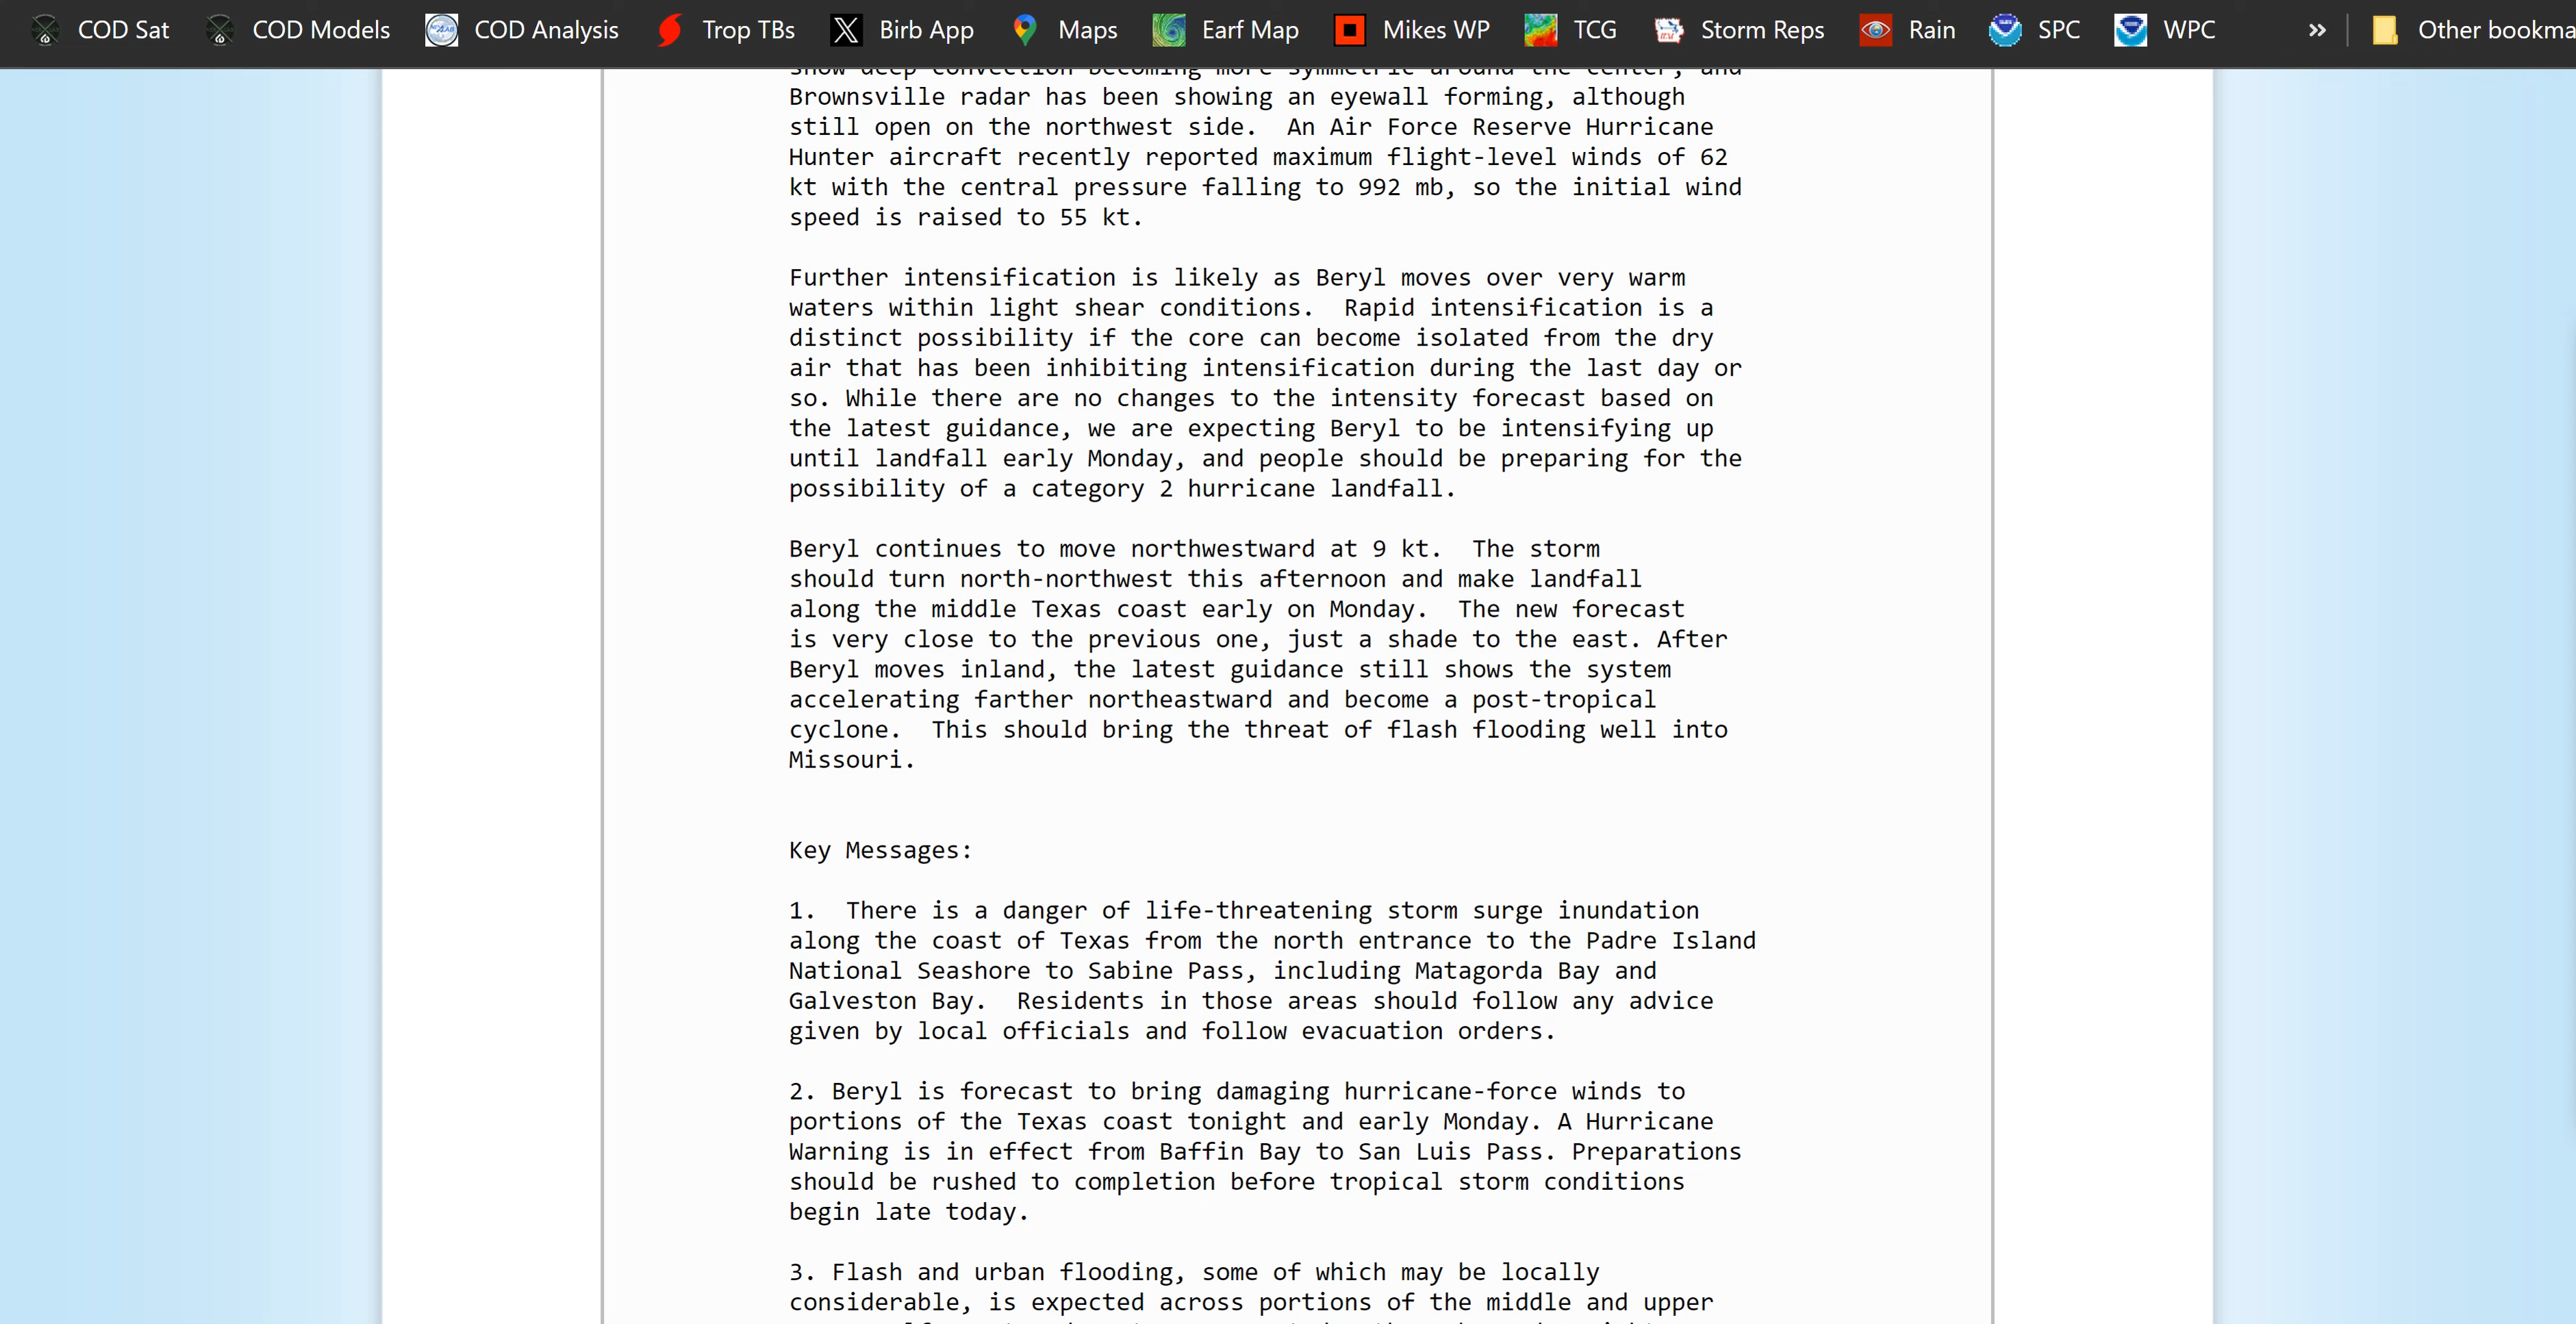 COD Sat
COD Models
COD Analysis
Trop TBs
Birb App
Maps
Earf Map
Mikes WP
TCG
Storm Reps
Rain
SPC
WPC
»
Other bookma
show deep convection becoming more symmetric around the center, and
Brownsville radar has been showing an eyewall forming, although
still open on the northwest side.  An Air Force Reserve Hurricane
Hunter aircraft recently reported maximum flight-level winds of 62
kt with the central pressure falling to 992 mb, so the initial wind
speed is raised to 55 kt.
Further intensification is likely as Beryl moves over very warm
waters within light shear conditions.  Rapid intensification is a
distinct possibility if the core can become isolated from the dry
air that has been inhibiting intensification during the last day or
so. While there are no changes to the intensity forecast based on
the latest guidance, we are expecting Beryl to be intensifying up
until landfall early Monday, and people should be preparing for the
possibility of a category 2 hurricane landfall.
Beryl continues to move northwestward at 9 kt.  The storm
should turn north-northwest this afternoon and make landfall
along the middle Texas coast early on Monday.  The new forecast
is very close to the previous one, just a shade to the east. After
Beryl moves inland, the latest guidance still shows the system
accelerating farther northeastward and become a post-tropical
cyclone.  This should bring the threat of flash flooding well into
Missouri.
Key Messages:
1.  There is a danger of life-threatening storm surge inundation
along the coast of Texas from the north entrance to the Padre Island
National Seashore to Sabine Pass, including Matagorda Bay and
Galveston Bay.  Residents in those areas should follow any advice
given by local officials and follow evacuation orders.
2. Beryl is forecast to bring damaging hurricane-force winds to
portions of the Texas coast tonight and early Monday. A Hurricane
Warning is in effect from Baffin Bay to San Luis Pass. Preparations
should be rushed to completion before tropical storm conditions
begin late today.
3. Flash and urban flooding, some of which may be locally
considerable, is expected across portions of the middle and upper